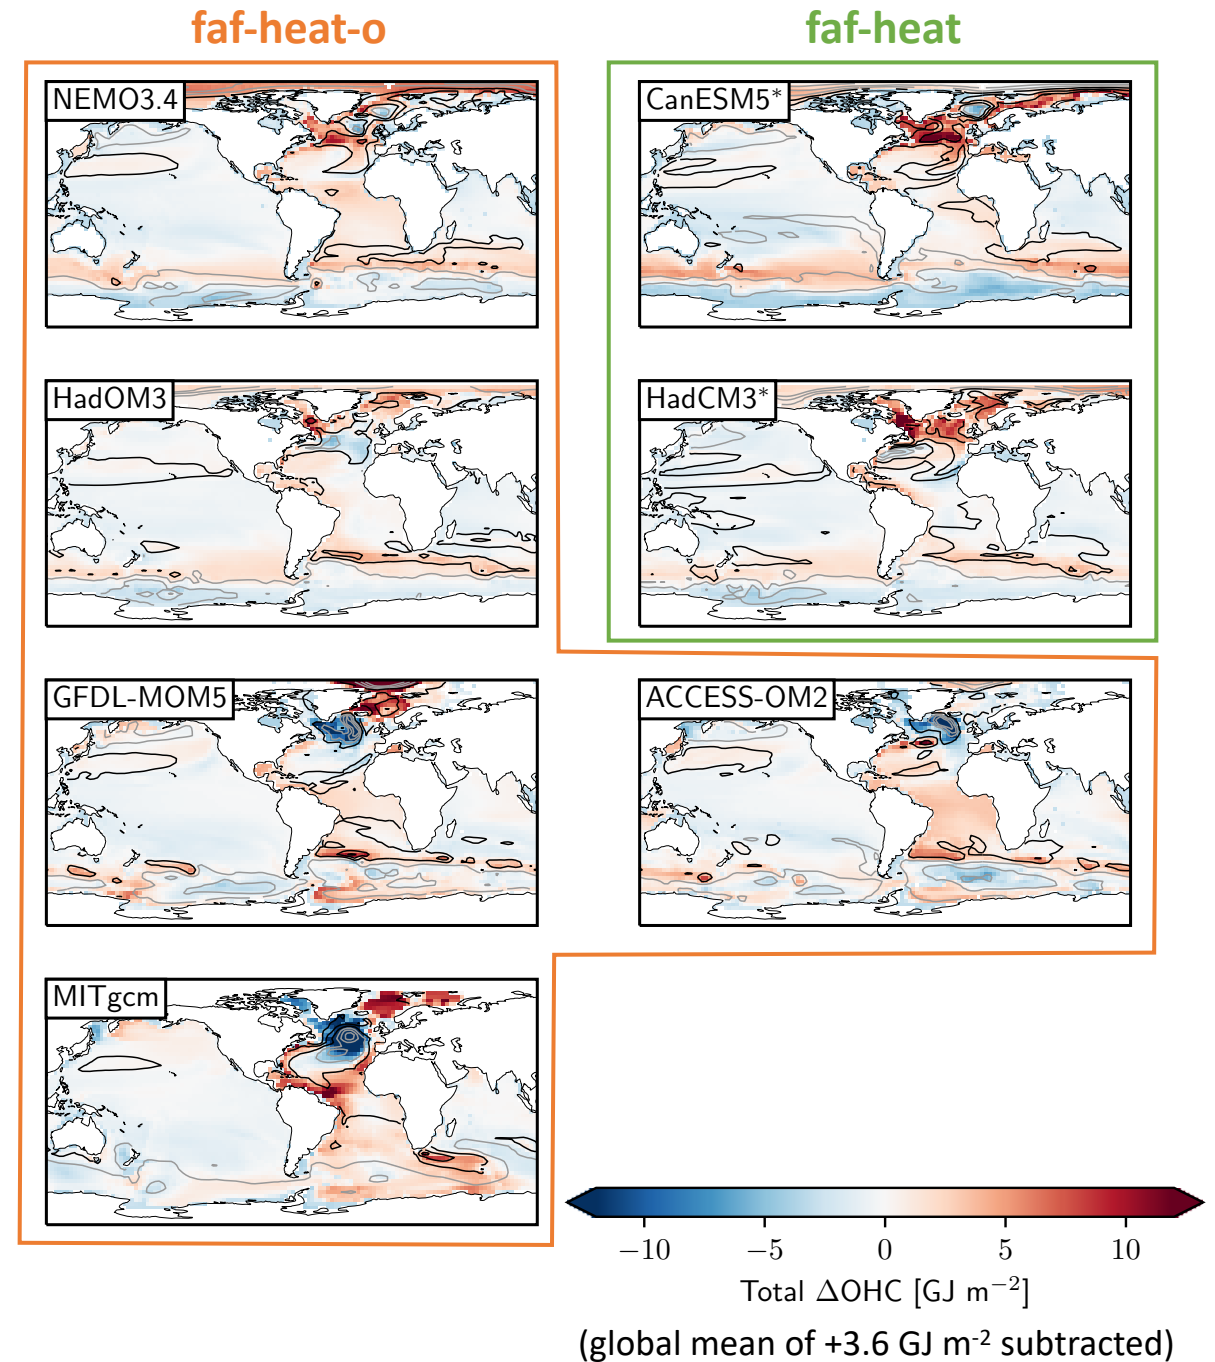 faf-heat-o
faf-heat
NEMO3.4
CanESM5*
HadOM3
HadCM3*
GFDL-MOM5
ACCESS-OM2
MITgcm
−10 −5 0 5 10
Total ΔOHC [GJ m⁻²]
(global mean of +3.6 GJ m⁻² subtracted)